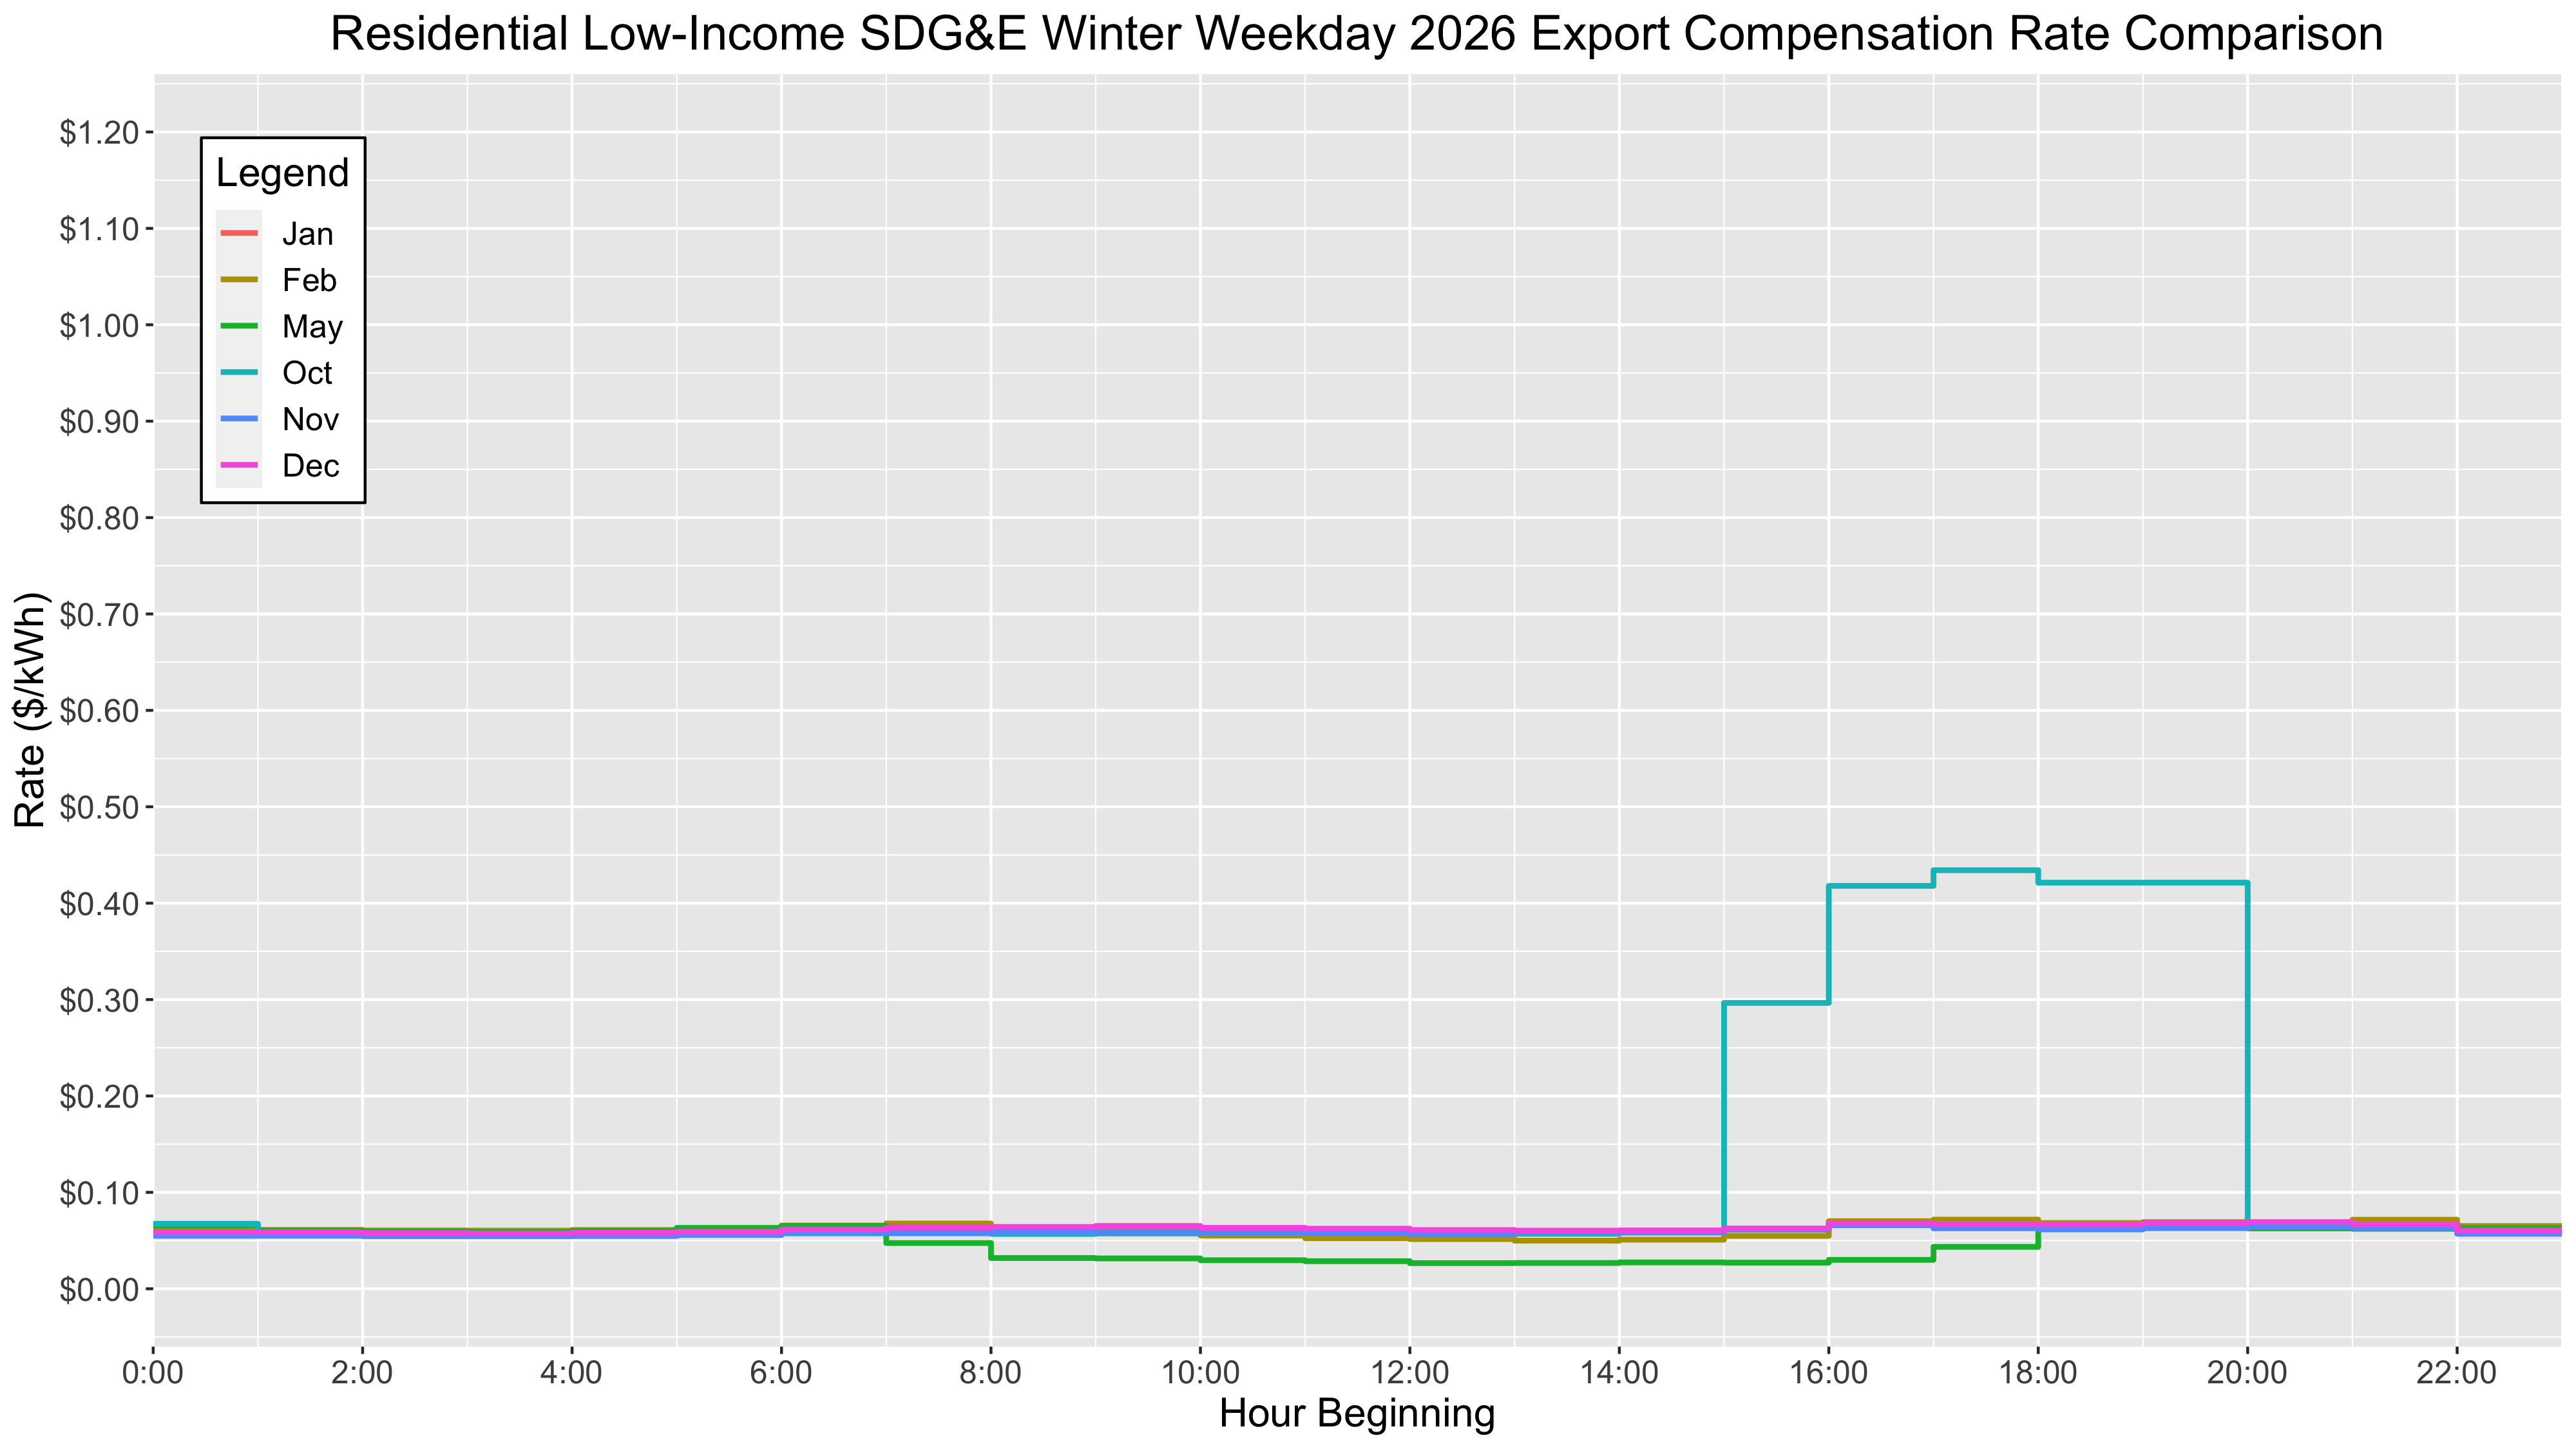 Residential Low-Income SDG&E Winter Weekday 2026 Export Compensation Rate Comparison
Legend
Jan
Feb
May
Oct
Nov
Dec
Rate ($/kWh)
$1.20
$1.10
$1.00
$0.90
$0.80
$0.70
$0.60
$0.50
$0.40
$0.30
$0.20
$0.10
$0.00
0:00 2:00 4:00 6:00 8:00 10:00 12:00 14:00 16:00 18:00 20:00 22:00
Hour Beginning